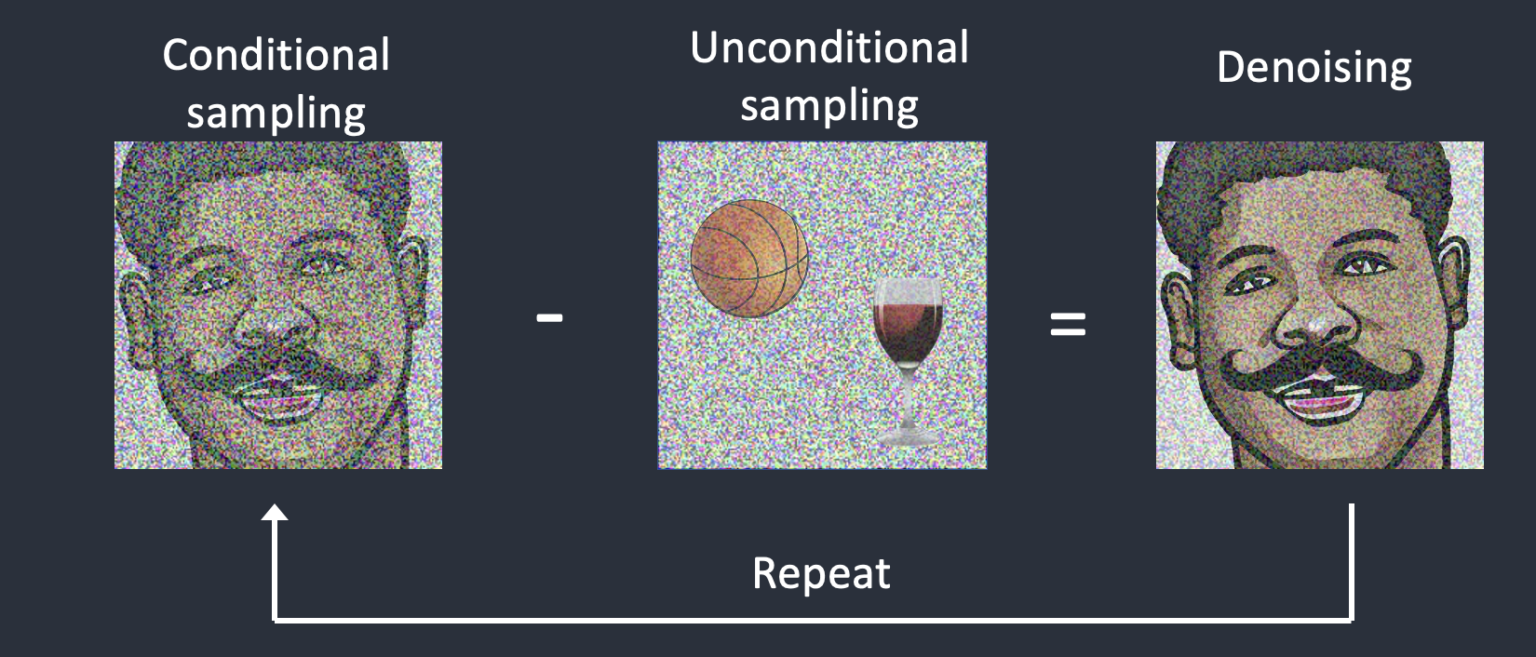 Conditional
sampling
Unconditional
sampling
Denoising
-
=
Repeat